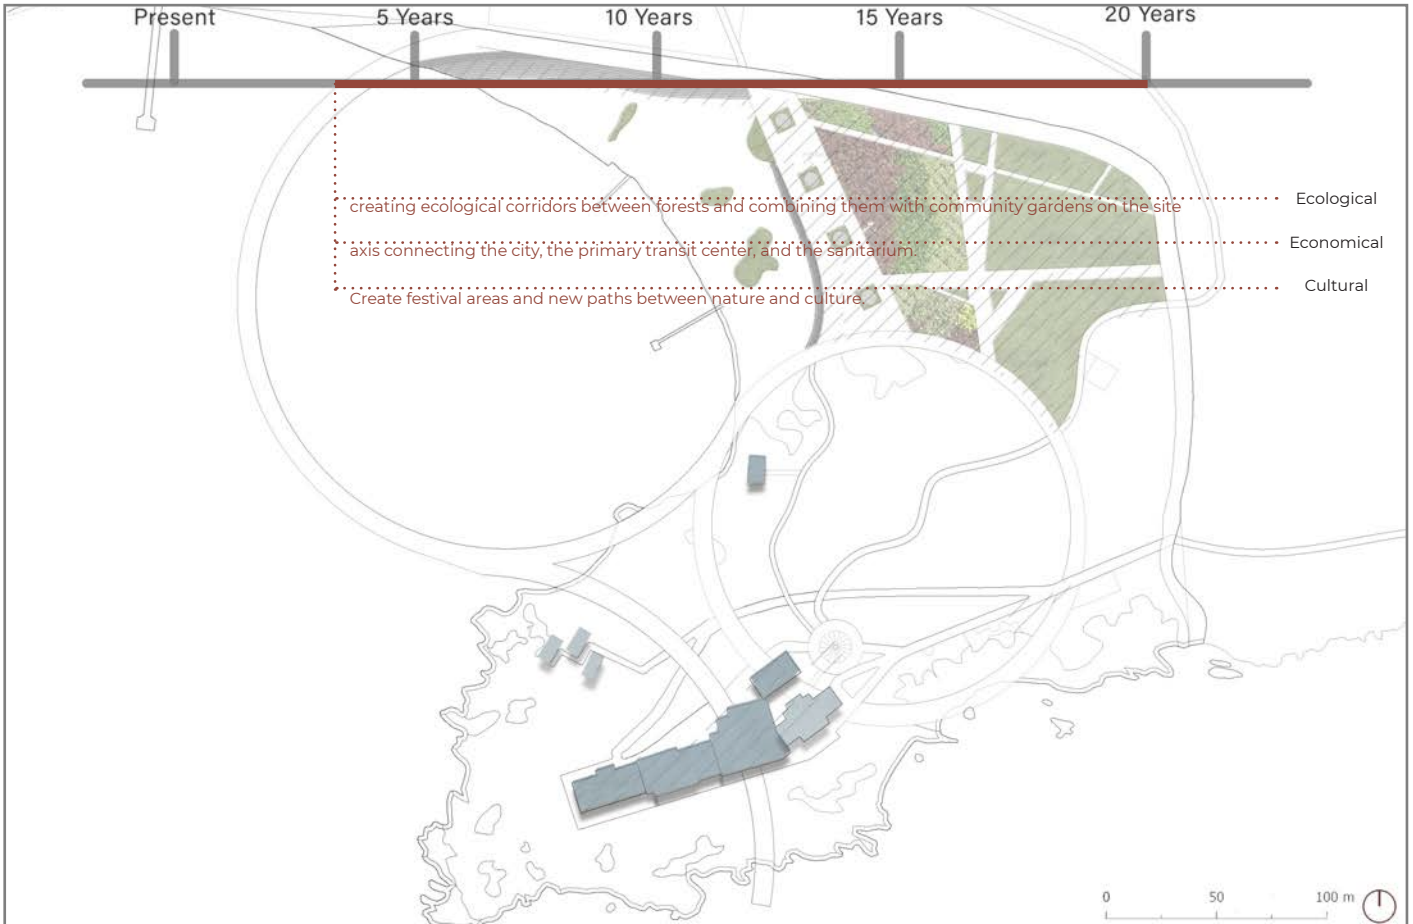 Present 5 Years 10 Years 15 Years 20 Years
creating ecological corridors between forests and combining them with community gardens on the site Ecological
axis connecting the city, the primary transit center, and the sanitarium. Economical
Create festival areas and new paths between nature and culture. Cultural
0 50 100 m